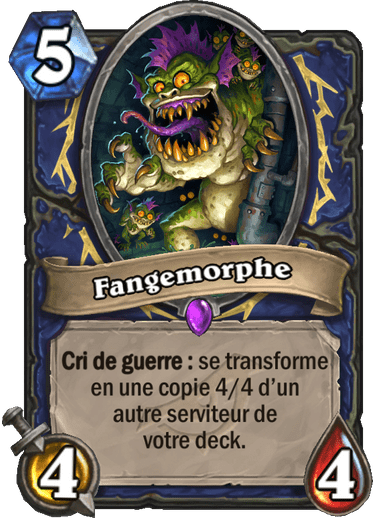 5
Fangemorphe
Cri de guerre : se transforme
en une copie 4/4 d'un
autre serviteur de
votre deck.
4
4